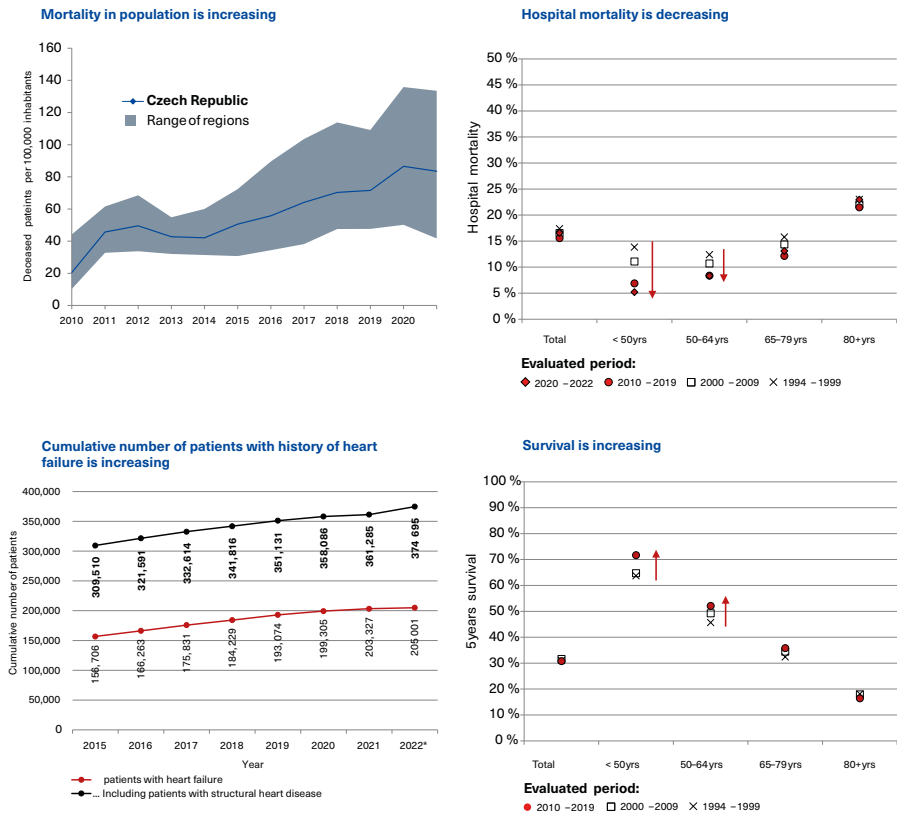 Mortality in population is increasing
160
140
120
100
80
60
40
20
0
Deceased pateints per 100,000 inhabitants
Czech Republic
Range of regions
2010 2011 2012 2013 2014 2015 2016 2017 2018 2019 2020
Hospital mortality is decreasing
50 %
45 %
40 %
35 %
30 %
25 %
20 %
15 %
10 %
5 %
0 %
Hospital mortality
Total < 50yrs 50–64yrs 65–79yrs 80+yrs
Evaluated period:
2020 –2022 2010 –2019 2000 –2009 1994 –1999
Cumulative number of patients with history of heart
failure is increasing
400,000
350,000
300,000
250,000
200,000
150,000
100,000
50,000
0
Cumulative number of patients
309,510 321,591 332,614 341,816 351,131 358,086 361,285 374 695
156,706 166,263 175,831 184,229 193,074 199,305 203,327 205 001
2015 2016 2017 2018 2019 2020 2021 2022*
Year
patients with heart failure
... Including patients with structural heart disease
Survival is increasing
100 %
90 %
80 %
70 %
60 %
50 %
40 %
30 %
20 %
10 %
0 %
5years survival
Total < 50yrs 50–64yrs 65–79yrs 80+yrs
Evaluated period:
2010 –2019 2000 –2009 1994 –1999